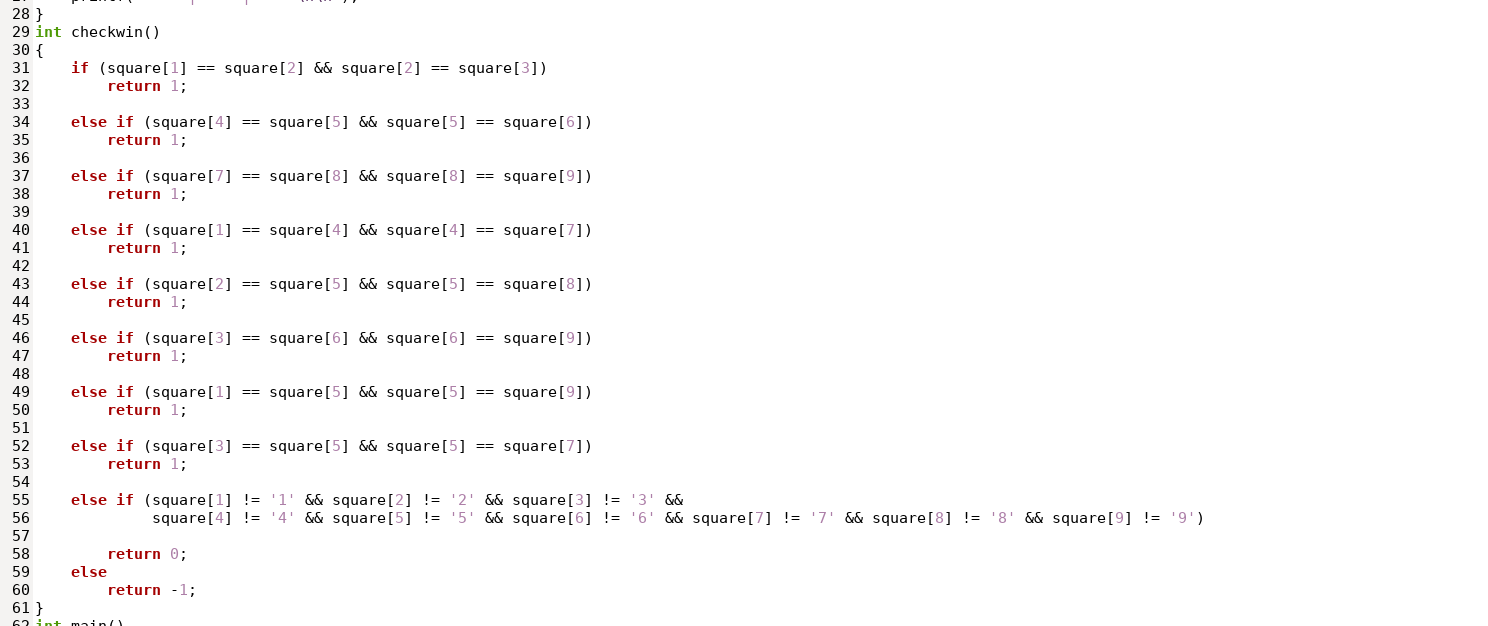 28 }
29 int checkwin()
30 {
31     if (square[1] == square[2] && square[2] == square[3])
32         return 1;
33
34     else if (square[4] == square[5] && square[5] == square[6])
35         return 1;
36
37     else if (square[7] == square[8] && square[8] == square[9])
38         return 1;
39
40     else if (square[1] == square[4] && square[4] == square[7])
41         return 1;
42
43     else if (square[2] == square[5] && square[5] == square[8])
44         return 1;
45
46     else if (square[3] == square[6] && square[6] == square[9])
47         return 1;
48
49     else if (square[1] == square[5] && square[5] == square[9])
50         return 1;
51
52     else if (square[3] == square[5] && square[5] == square[7])
53         return 1;
54
55     else if (square[1] != '1' && square[2] != '2' && square[3] != '3' &&
56              square[4] != '4' && square[5] != '5' && square[6] != '6' && square[7] != '7' && square[8] != '8' && square[9] != '9')
57
58         return 0;
59     else
60         return -1;
61 }
62 int main()